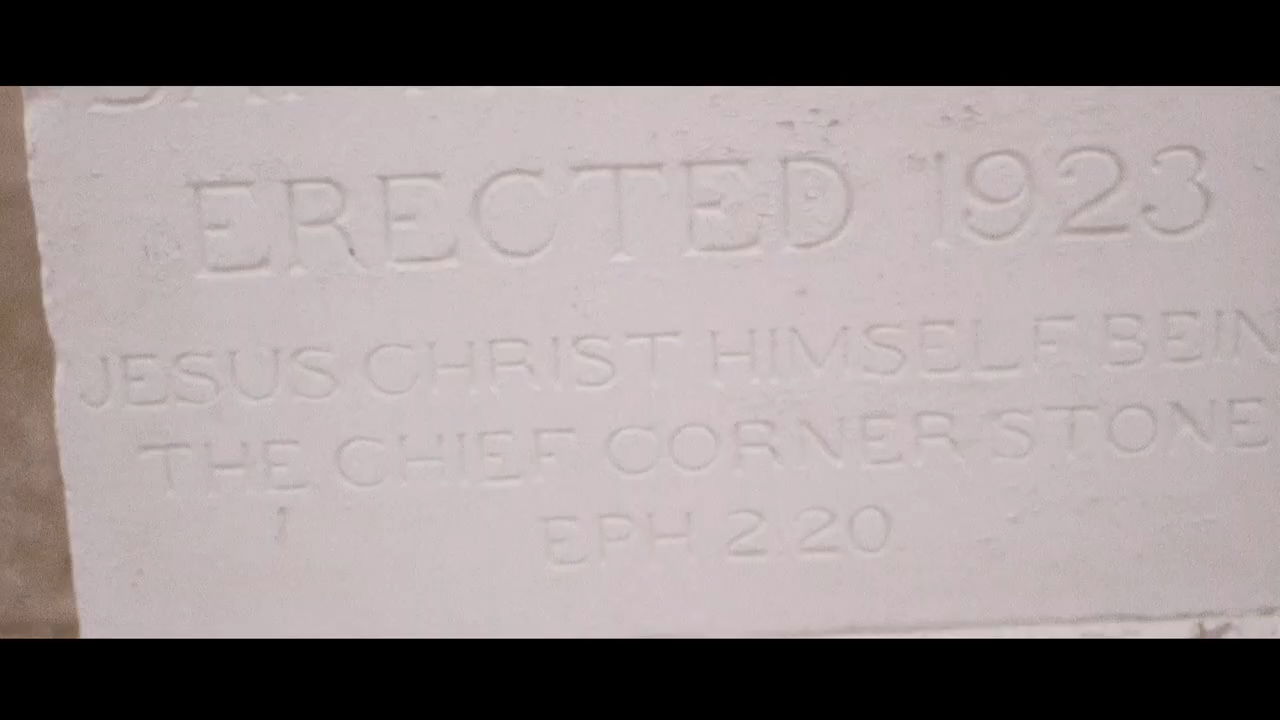 ERECTED 1923
JESUS CHRIST HIMSELF BEIN
THE CHIEF CORNER STONE
EPH 2.20